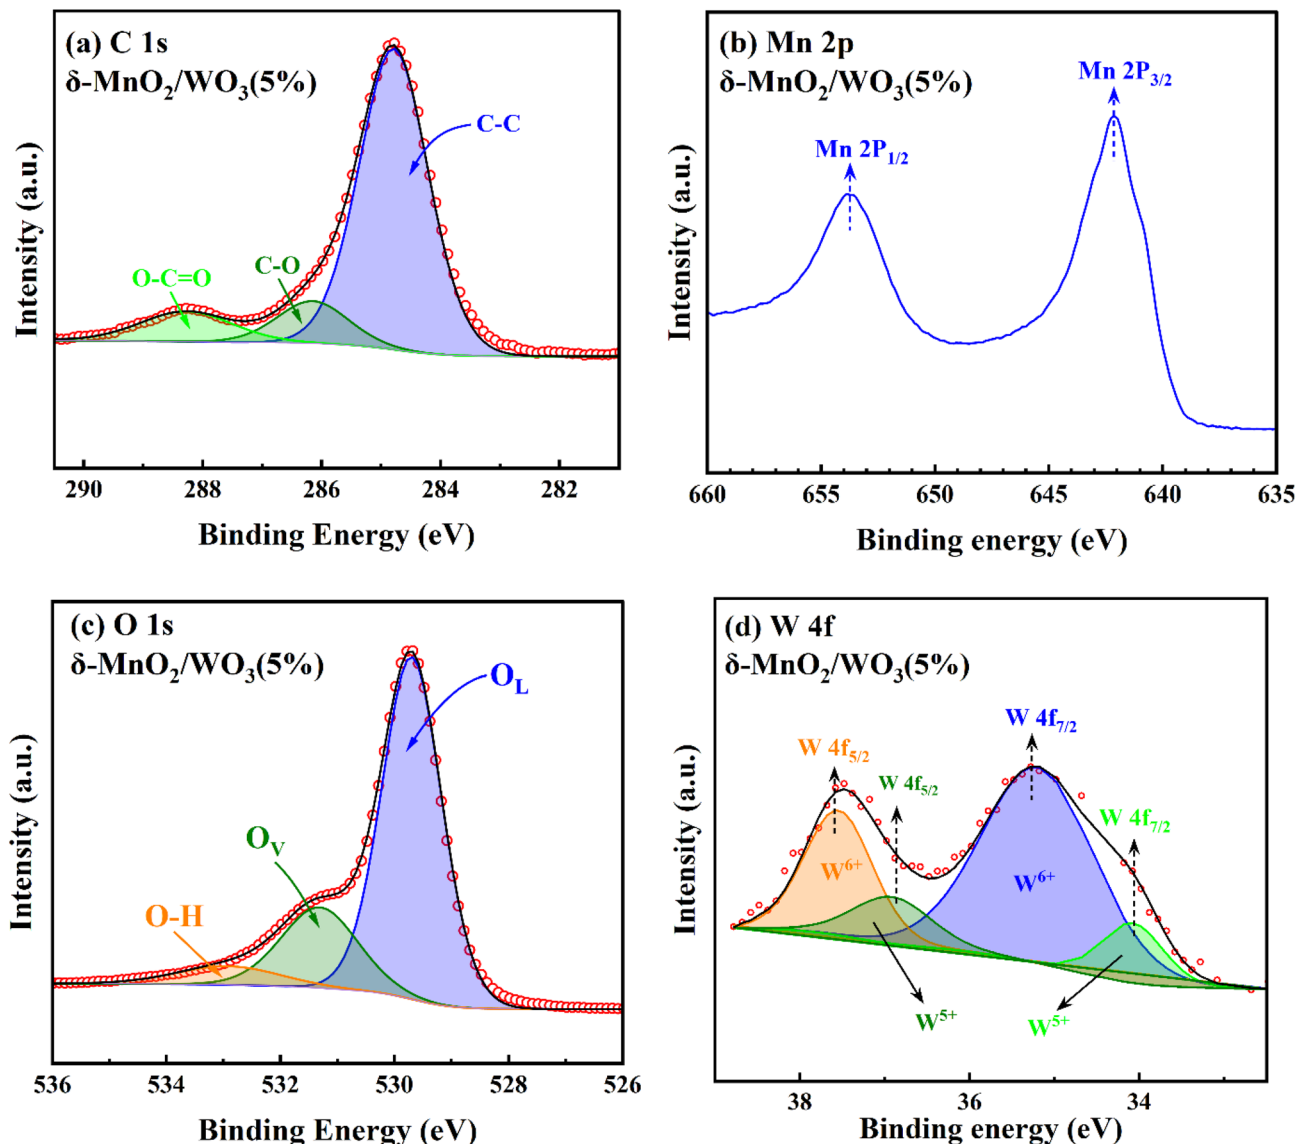 (a) C 1s
δ-MnO₂/WO₃(5%)
C-C
C-O
O-C=O
Intensity (a.u.)
290 288 286 284 282
Binding Energy (eV)
(b) Mn 2p
δ-MnO₂/WO₃(5%)
Mn 2P₃/₂
Mn 2P₁/₂
Intensity (a.u.)
660 655 650 645 640 635
Binding energy (eV)
(c) O 1s
δ-MnO₂/WO₃(5%)
O_L
O_V
O-H
Intensity (a.u.)
536 534 532 530 528 526
Binding Energy (eV)
(d) W 4f
δ-MnO₂/WO₃(5%)
W 4f₇/₂
W 4f₅/₂
W 4f₅/₂
W 4f₇/₂
W⁶⁺
W⁶⁺
W⁵⁺
W⁵⁺
Intensity (a.u.)
38 36 34
Binding energy (eV)